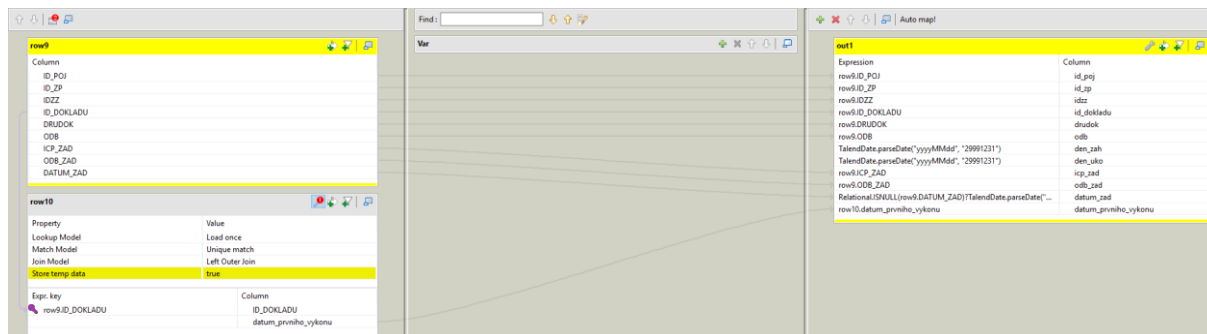 Find :
Auto map!
row9
Column
ID_POJ
ID_ZP
IDZZ
ID_DOKLADU
DRUDOK
ODB
ICP_ZAD
ODB_ZAD
DATUM_ZAD
row10
Property Value
Lookup Model Load once
Match Model Unique match
Join Model Left Outer Join
Store temp data true
Expr. key Column
row9.ID_DOKLADU ID_DOKLADU
datum_prvniho_vykonu
Var
out1
Expression Column
row9.ID_POJ id_poj
row9.ID_ZP id_zp
row9.IDZZ idzz
row9.ID_DOKLADU id_dokladu
row9.DRUDOK drudok
row9.ODB odb
TalendDate.parseDate("yyyyMMdd", "29991231") den_zah
TalendDate.parseDate("yyyyMMdd", "29991231") den_uko
row9.ICP_ZAD icp_zad
row9.ODB_ZAD odb_zad
Relational.ISNULL(row9.DATUM_ZAD)?TalendDate.parseDate("... datum_zad
row10.datum_prvniho_vykonu datum_prvniho_vykonu